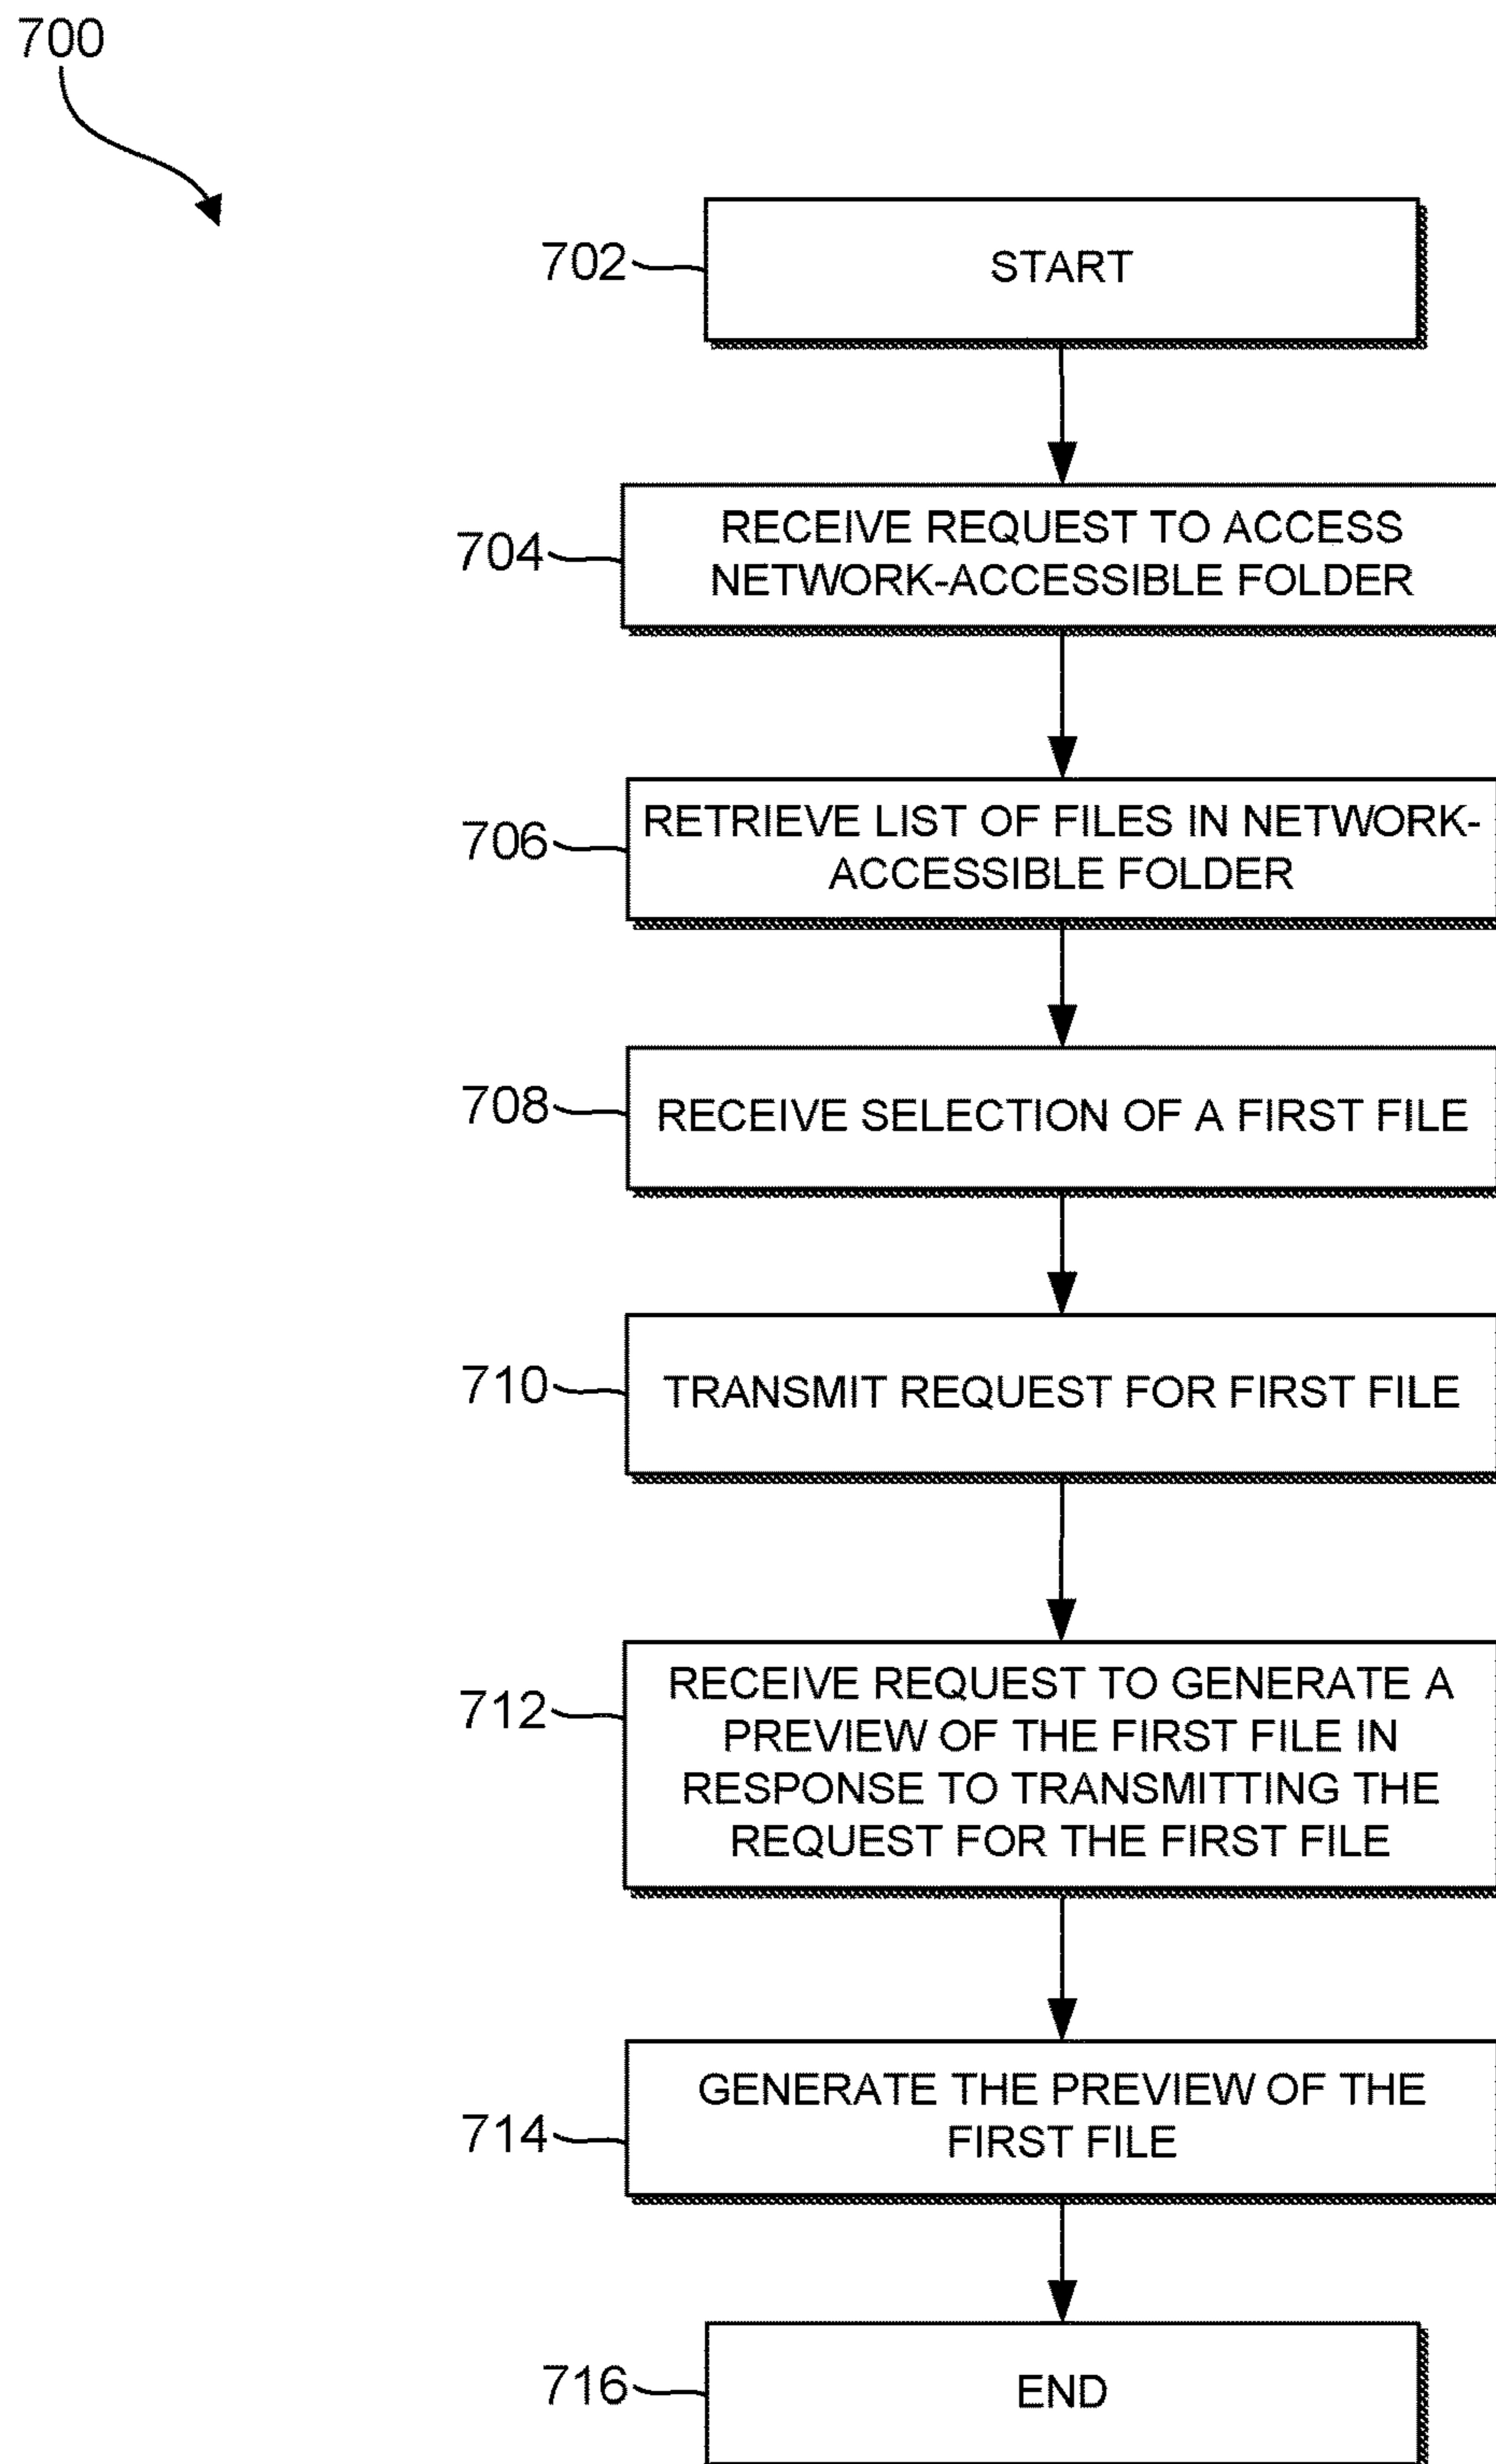 700
702
START
704
RECEIVE REQUEST TO ACCESS
NETWORK-ACCESSIBLE FOLDER
706
RETRIEVE LIST OF FILES IN NETWORK-
ACCESSIBLE FOLDER
708
RECEIVE SELECTION OF A FIRST FILE
710
TRANSMIT REQUEST FOR FIRST FILE
712
RECEIVE REQUEST TO GENERATE A
PREVIEW OF THE FIRST FILE IN
RESPONSE TO TRANSMITTING THE
REQUEST FOR THE FIRST FILE
714
GENERATE THE PREVIEW OF THE
FIRST FILE
716
END